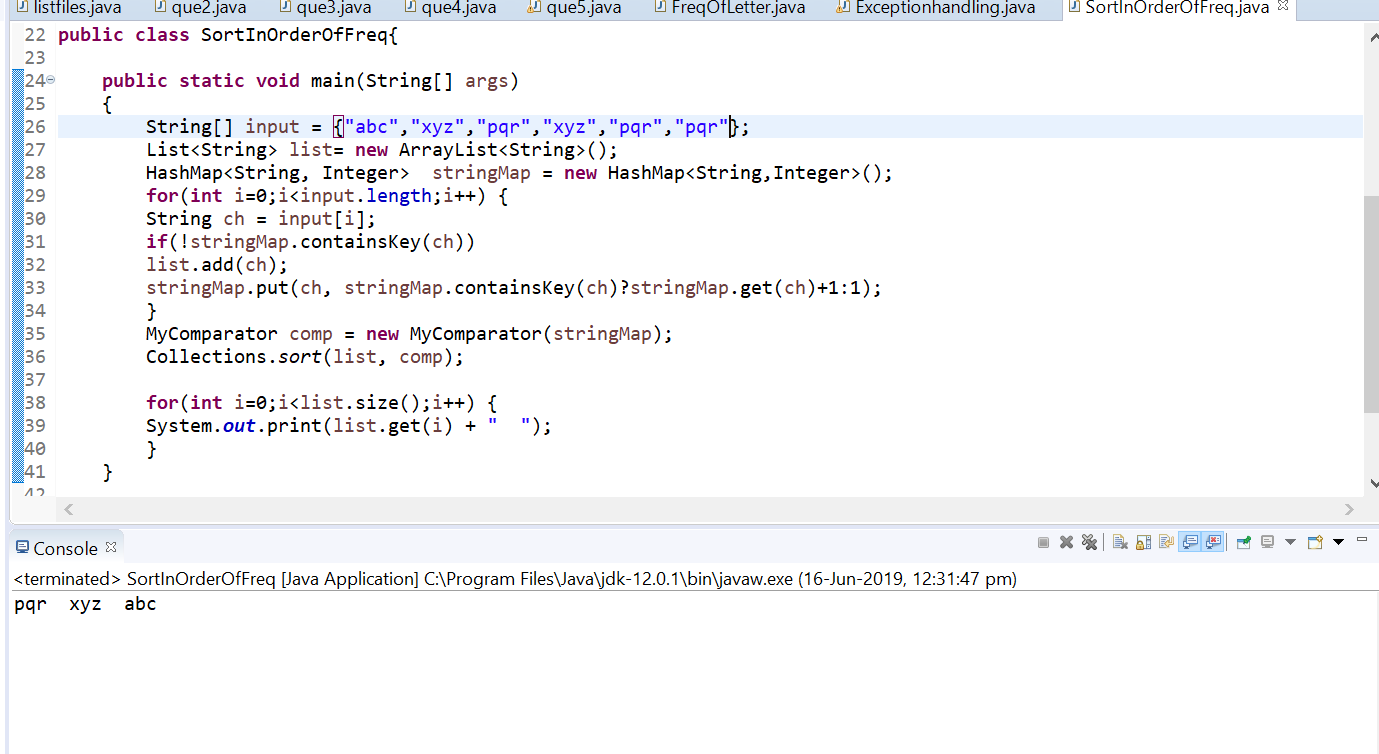 listfiles.java que2.java que3.java que4.java que5.java FreqOfLetter.java Exceptionhandling.java SortInOrderOfFreq.java
22 public class SortInOrderOfFreq{
23
24 public static void main(String[] args)
25 {
26 String[] input = {"abc","xyz","pqr","xyz","pqr","pqr"};
27 List<String> list= new ArrayList<String>();
28 HashMap<String, Integer>  stringMap = new HashMap<String,Integer>();
29 for(int i=0;i<input.length;i++) {
30 String ch = input[i];
31 if(!stringMap.containsKey(ch))
32 list.add(ch);
33 stringMap.put(ch, stringMap.containsKey(ch)?stringMap.get(ch)+1:1);
34 }
35 MyComparator comp = new MyComparator(stringMap);
36 Collections.sort(list, comp);
37
38 for(int i=0;i<list.size();i++) {
39 System.out.print(list.get(i) + "  ");
40 }
41 }
42
Console
<terminated> SortInOrderOfFreq [Java Application] C:\Program Files\Java\jdk-12.0.1\bin\javaw.exe (16-Jun-2019, 12:31:47 pm)
pqr  xyz  abc